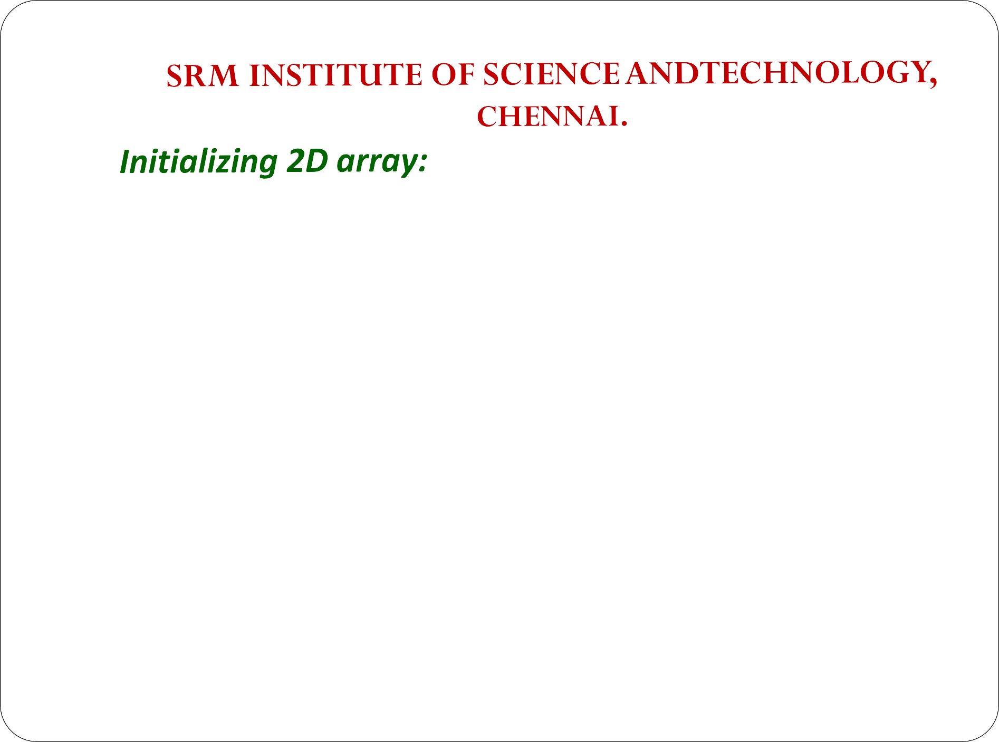 SRM INSTITUTE OF SCIENCE ANDTECHNOLOGY,
CHENNAI.
Initializing 2D array: